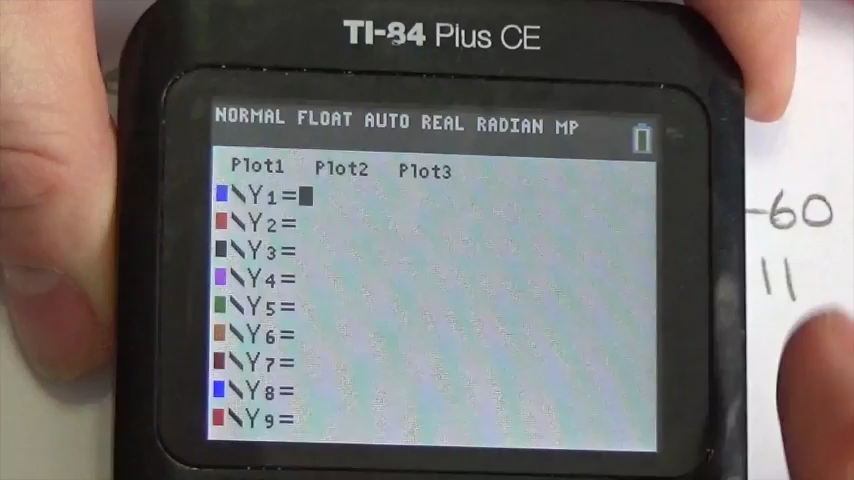 TI-84 Plus CE
NORMAL FLOAT AUTO REAL RADIAN MP
Plot1 Plot2 Plot3
\Y1=
\Y2=
\Y3=
\Y4=
\Y5=
\Y6=
\Y7=
\Y8=
\Y9=
-60
11